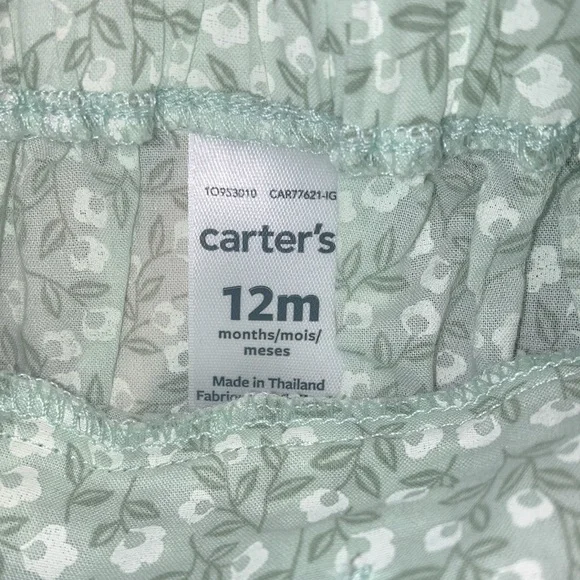 1O953010 CAR77621-IG
carter's
12m
months/mois/
meses
Made in Thailand